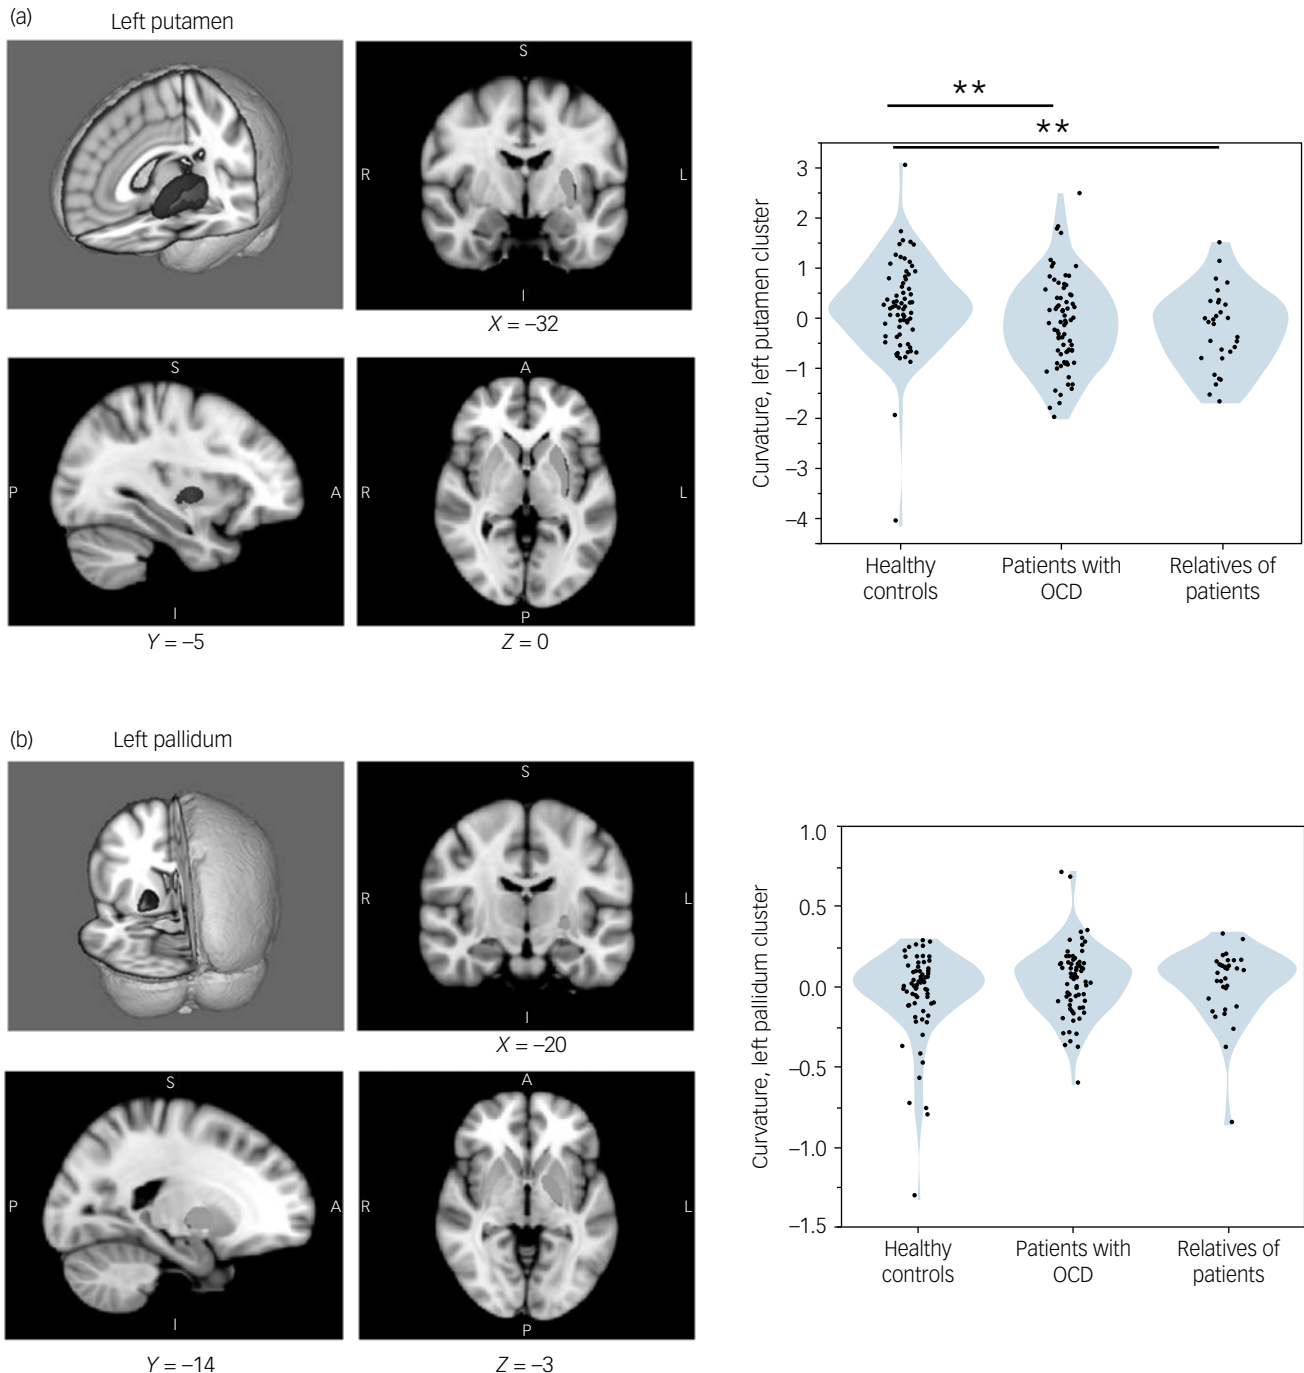 (a)
Left putamen
S
R
L
I
X = –32
S
P
A
I
Y = –5
A
R
L
P
Z = 0
**
**
Curvature, left putamen cluster
3
2
1
0
–1
–2
–3
–4
Healthy
controls
Patients with
OCD
Relatives of
patients
(b)
Left pallidum
S
R
L
I
X = –20
S
P
A
I
Y = –14
A
R
L
P
Z = –3
Curvature, left pallidum cluster
1.0
0.5
0.0
–0.5
–1.0
–1.5
Healthy
controls
Patients with
OCD
Relatives of
patients